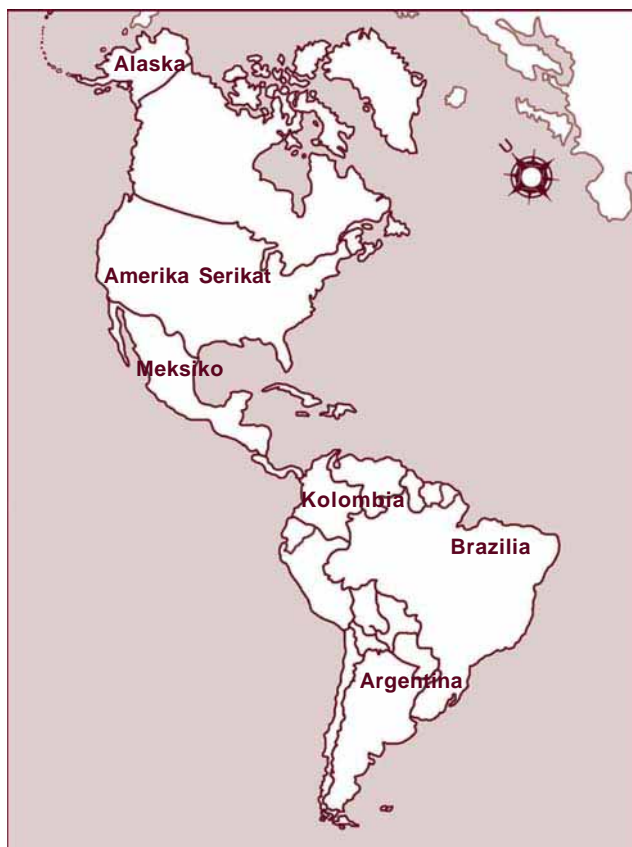 Alaska
U
Amerika Serikat
Meksiko
Kolombia
Brazilia
Argentina